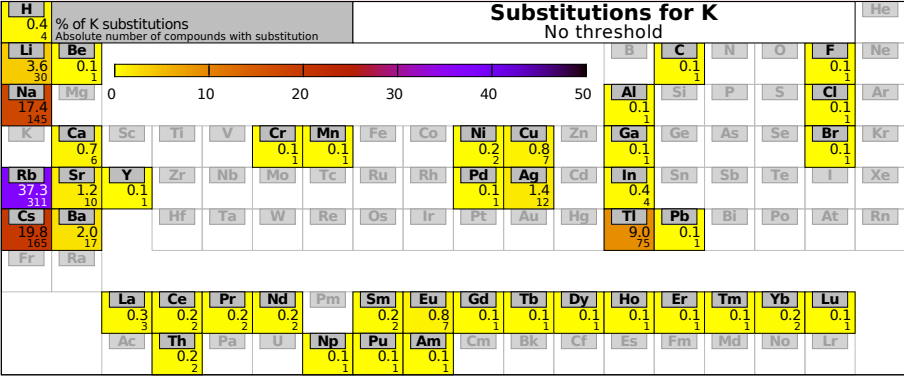 H
0.4
4
% of K substitutions
Absolute number of compounds with substitution
Substitutions for K
No threshold
He
Li
3.6
30
Be
0.1
1
B
C
0.1
1
N
O
F
0.1
1
Ne
0
10
20
30
40
50
Na
17.4
145
Mg
Al
0.1
1
Si
P
S
Cl
0.1
1
Ar
K
Ca
0.7
6
Sc
Ti
V
Cr
0.1
1
Mn
0.1
1
Fe
Co
Ni
0.2
2
Cu
0.8
7
Zn
Ga
0.1
1
Ge
As
Se
Br
0.1
1
Kr
Rb
37.3
311
Sr
1.2
10
Y
0.1
1
Zr
Nb
Mo
Tc
Ru
Rh
Pd
0.1
1
Ag
1.4
12
Cd
In
0.4
4
Sn
Sb
Te
I
Xe
Cs
19.8
165
Ba
2.0
17
Hf
Ta
W
Re
Os
Ir
Pt
Au
Hg
Tl
9.0
75
Pb
0.1
1
Bi
Po
At
Rn
Fr
Ra
La
0.3
3
Ce
0.2
2
Pr
0.2
2
Nd
0.2
2
Pm
Sm
0.2
2
Eu
0.8
7
Gd
0.1
1
Tb
0.1
1
Dy
0.1
1
Ho
0.1
1
Er
0.1
1
Tm
0.1
1
Yb
0.2
2
Lu
0.1
1
Ac
Th
0.2
2
Pa
U
Np
0.1
1
Pu
0.1
1
Am
0.1
1
Cm
Bk
Cf
Es
Fm
Md
No
Lr